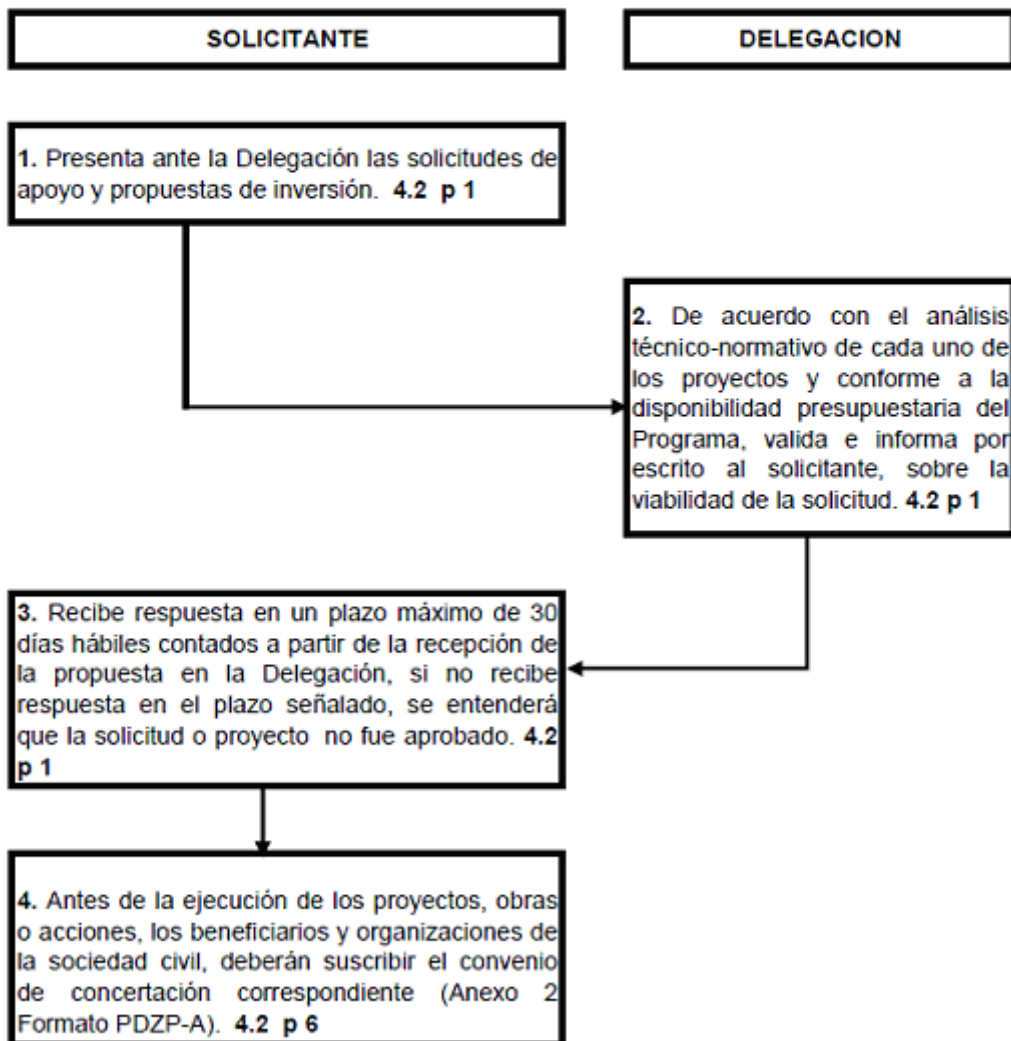 SOLICITANTE
DELEGACION
1. Presenta ante la Delegación las solicitudes de
apoyo y propuestas de inversión. 4.2 p 1
2. De acuerdo con el análisis
técnico-normativo de cada uno de
los proyectos y conforme a la
disponibilidad presupuestaria del
Programa, valida e informa por
escrito al solicitante, sobre la
viabilidad de la solicitud. 4.2 p 1
3. Recibe respuesta en un plazo máximo de 30
días hábiles contados a partir de la recepción de
la propuesta en la Delegación, si no recibe
respuesta en el plazo señalado, se entenderá
que la solicitud o proyecto no fue aprobado. 4.2
p 1
4. Antes de la ejecución de los proyectos, obras
o acciones, los beneficiarios y organizaciones de
la sociedad civil, deberán suscribir el convenio
de concertación correspondiente (Anexo 2
Formato PDZP-A). 4.2 p 6